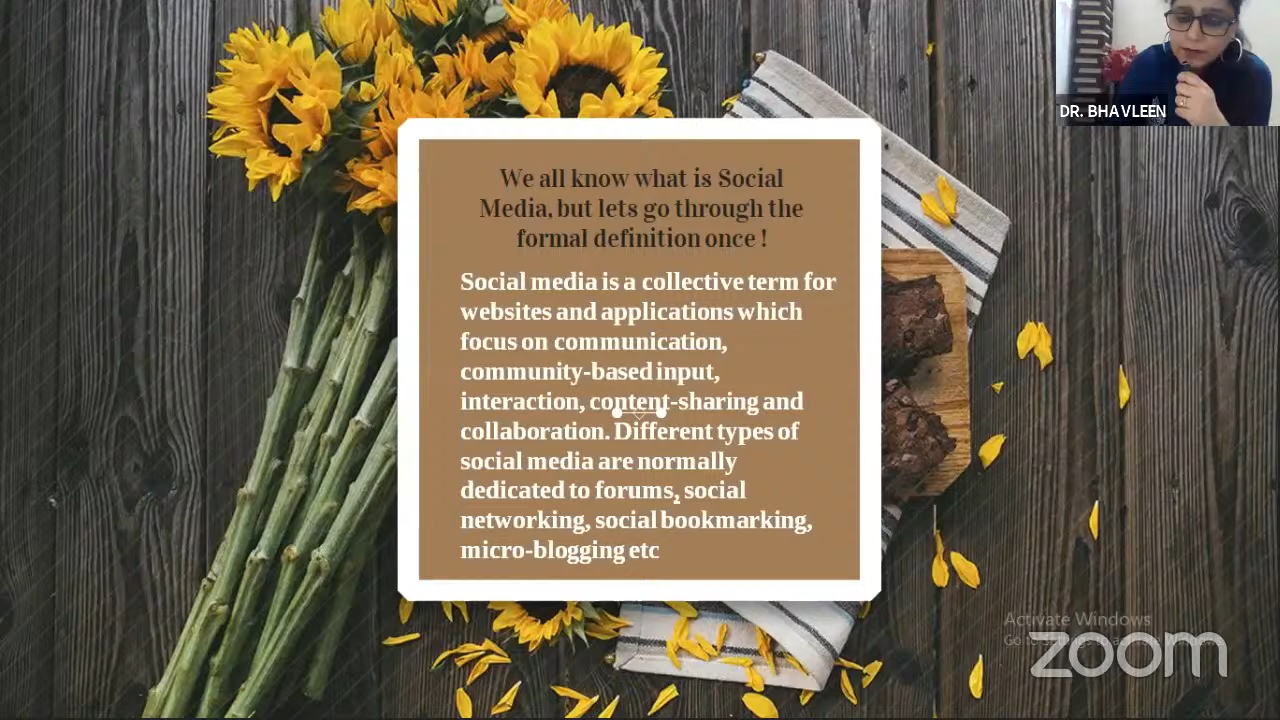 DR. BHAVLEEN
We all know what is Social
Media, but lets go through the
formal definition once !
Social media is a collective term for
websites and applications which
focus on communication,
community-based input,
interaction, content-sharing and
collaboration. Different types of
social media are normally
dedicated to forums, social
networking, social bookmarking,
micro-blogging etc
Activate Windows
Go to
zoom